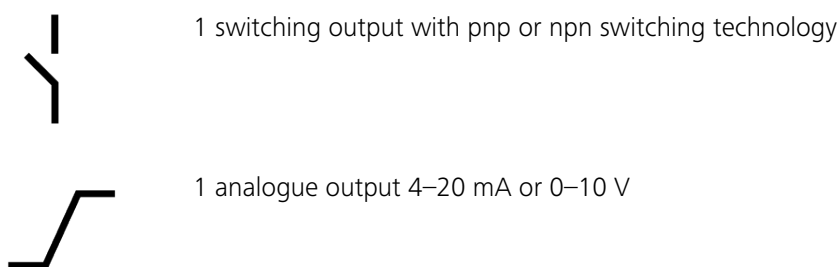 1 switching output with pnp or npn switching technology
1 analogue output 4–20 mA or 0–10 V